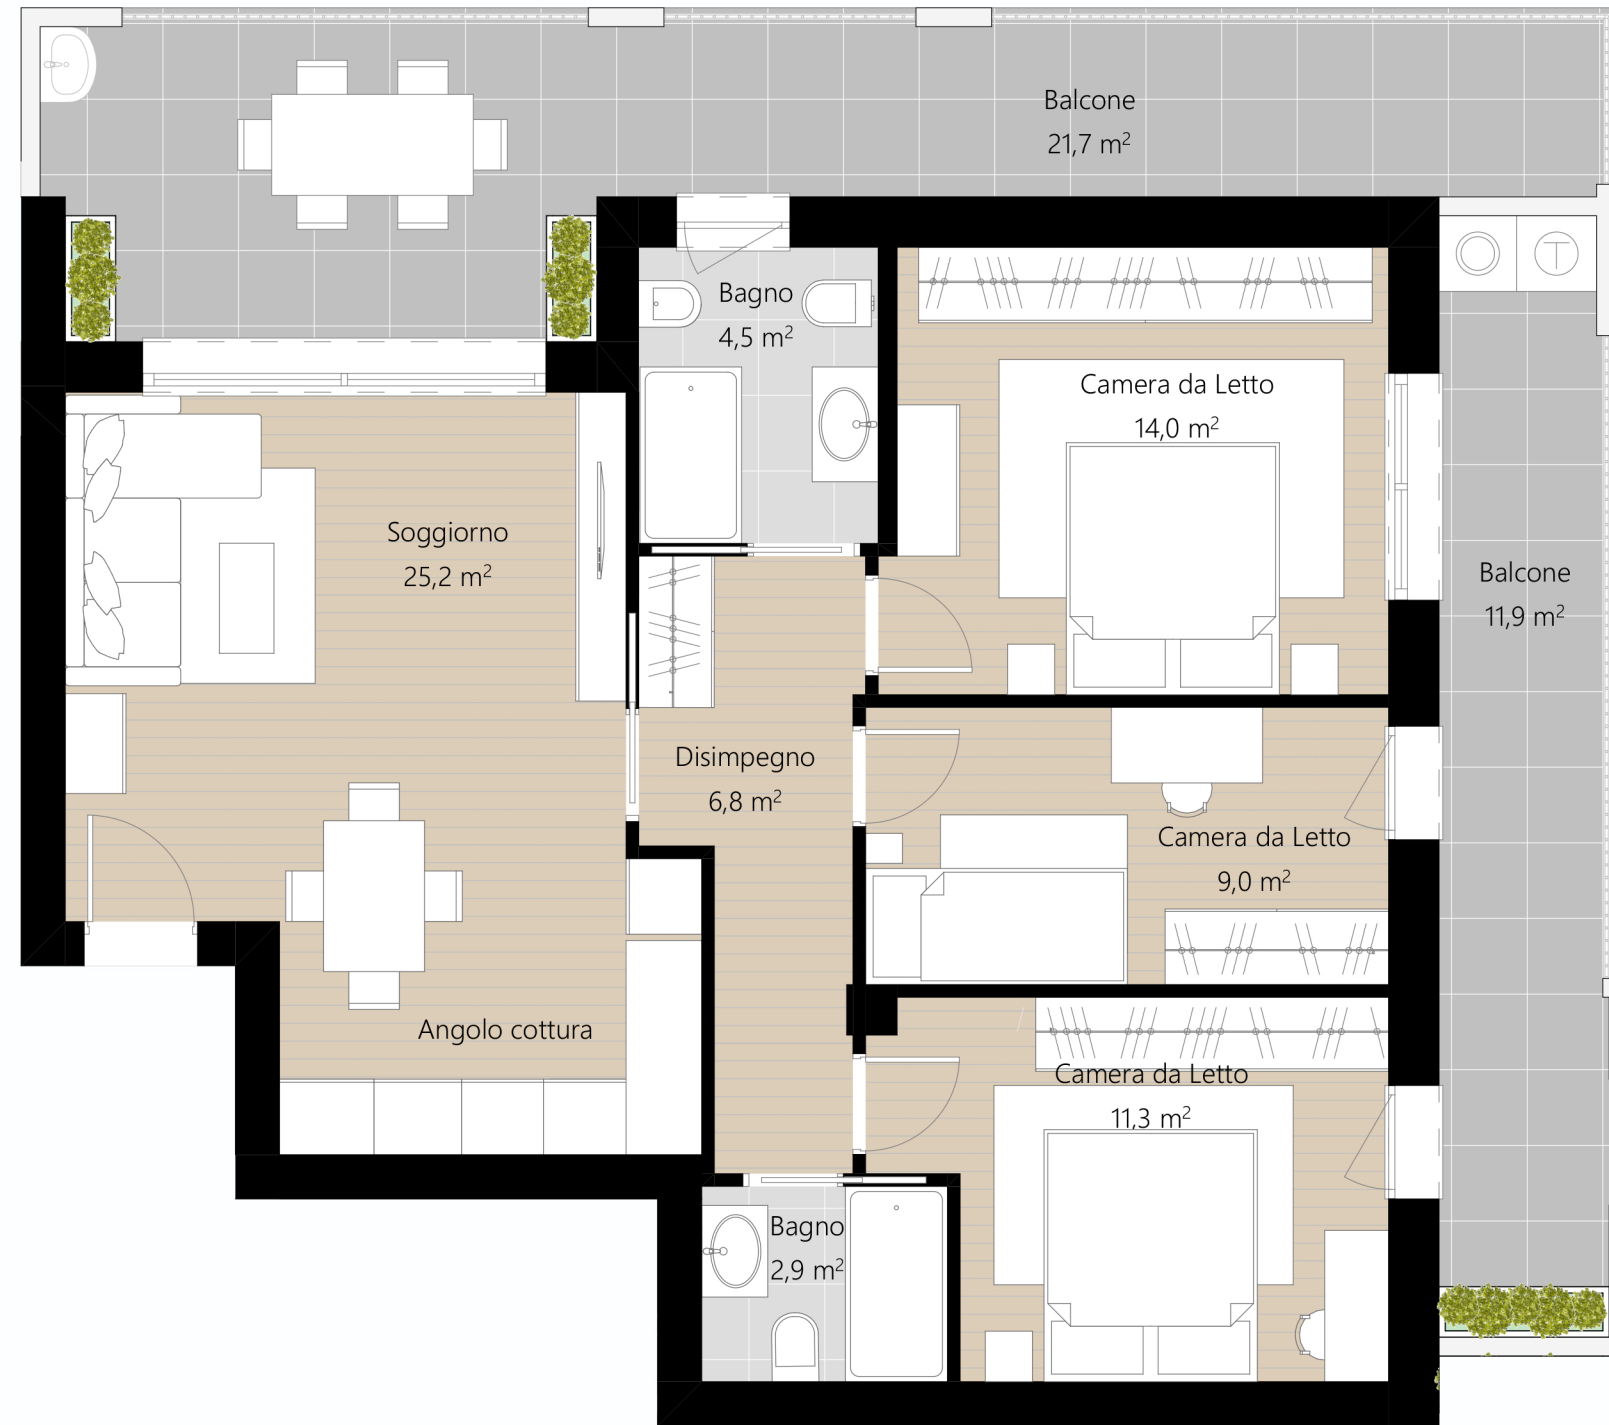 Balcone
21,7 m²
Bagno
4,5 m²
Camera da Letto
14,0 m²
Soggiorno
25,2 m²
Balcone
11,9 m²
Disimpegno
6,8 m²
Camera da Letto
9,0 m²
Angolo cottura
Camera da Letto
11,3 m²
Bagno
2,9 m²
T